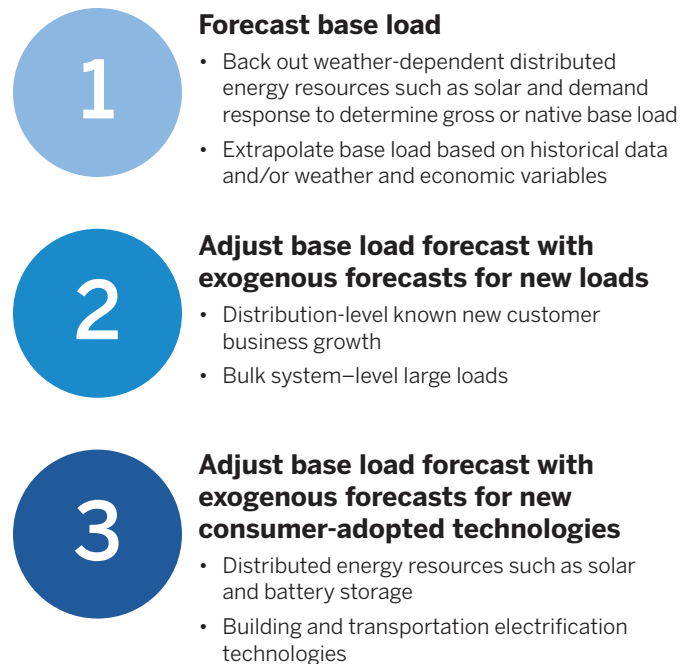 1
Forecast base load
• Back out weather-dependent distributed
energy resources such as solar and demand
response to determine gross or native base load
• Extrapolate base load based on historical data
and/or weather and economic variables
2
Adjust base load forecast with
exogenous forecasts for new loads
• Distribution-level known new customer
business growth
• Bulk system–level large loads
3
Adjust base load forecast with
exogenous forecasts for new
consumer-adopted technologies
• Distributed energy resources such as solar
and battery storage
• Building and transportation electrification
technologies